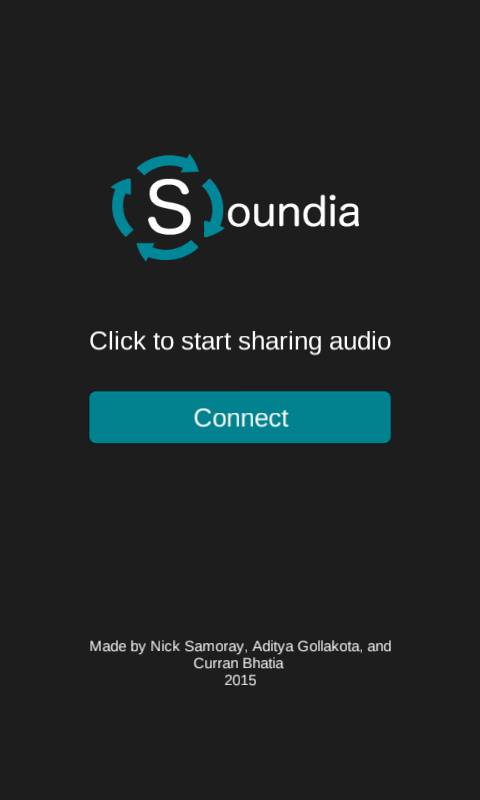 Soundia
Click to start sharing audio
Connect
Made by Nick Samoray, Aditya Gollakota, and
Curran Bhatia
2015